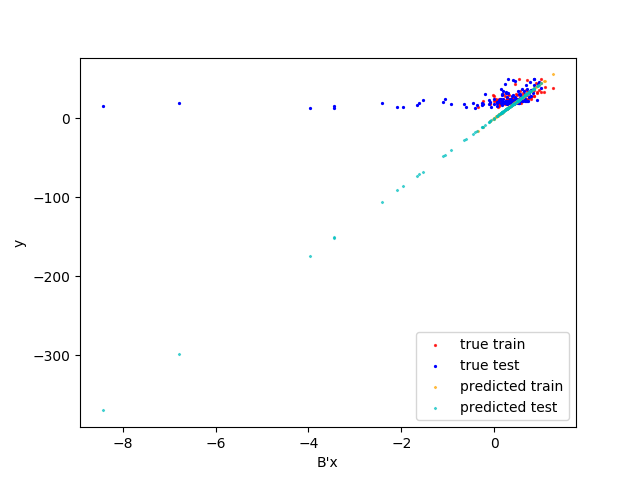 0
−100
−200
−300
y
−8
−6
−4
−2
0
B'x
true train
true test
predicted train
predicted test